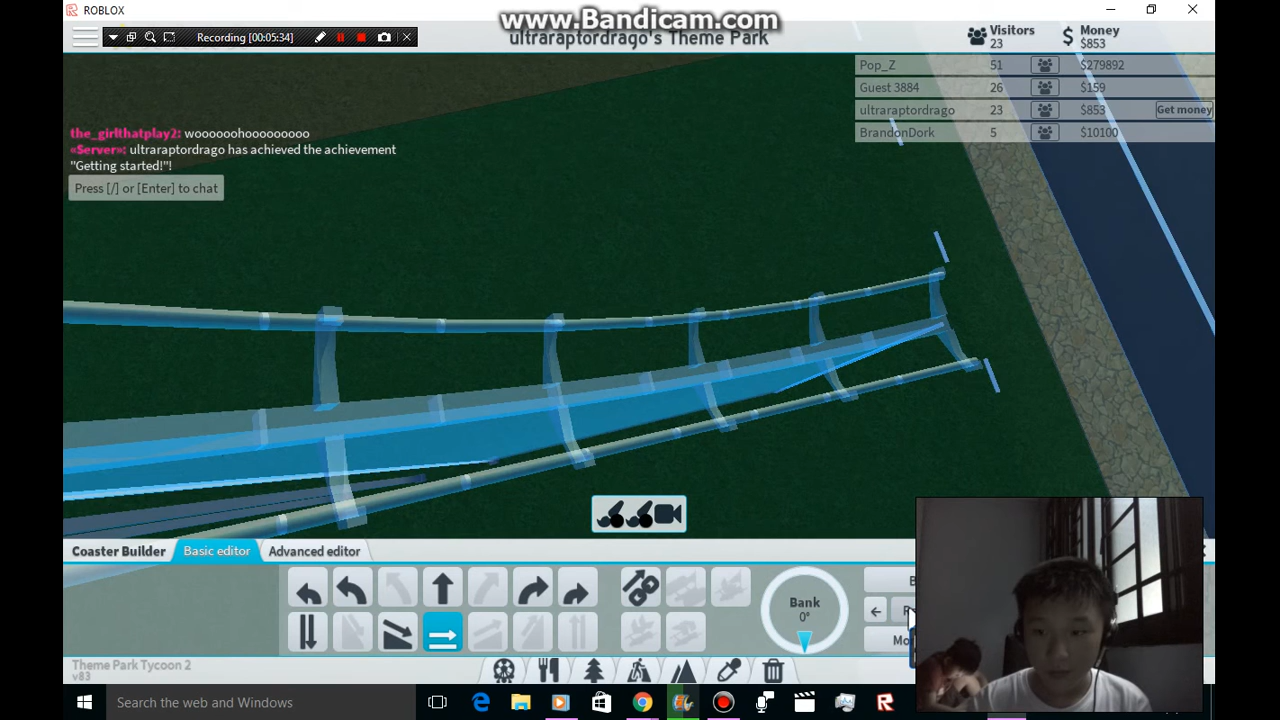 ROBLOX
www.Bandicam.com
Recording [00:05:34]
ultraraptordrago's Theme Park
Visitors
23
Money
$853
Pop_Z 51 $279892
Guest 3884 26 $159
ultraraptordrago 23 $853 Get money
BrandonDork 5 $10100
the_girlthatplay2: woooooohooooooooo
«Server»: ultraraptordrago has achieved the achievement
"Getting started!"!
Press [/] or [Enter] to chat
Coaster Builder
Basic editor
Advanced editor
Bank
0°
Theme Park Tycoon 2
v83
Search the web and Windows